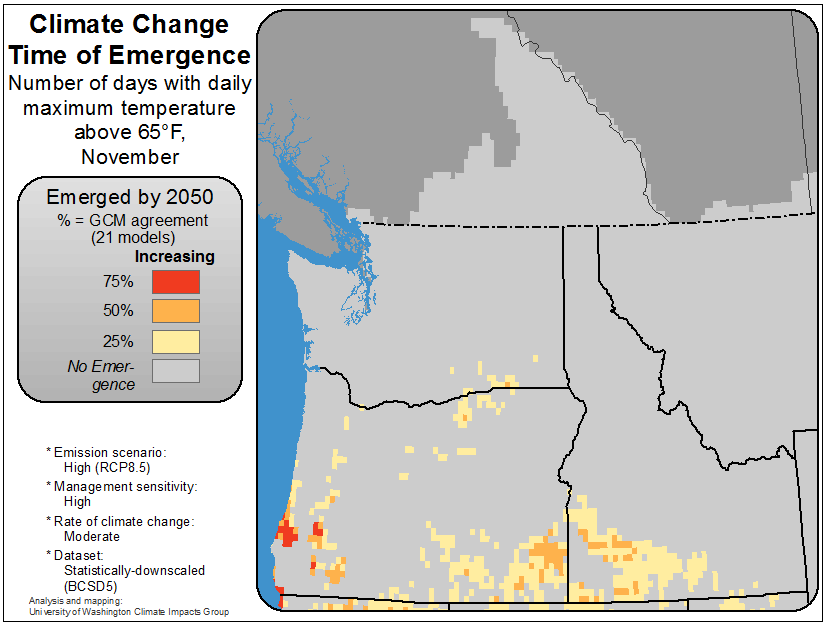 Climate Change
Time of Emergence
Number of days with daily
maximum temperature
above 65°F,
November
Emerged by 2050
% = GCM agreement
(21 models)
Increasing
75%
50%
25%
No Emer-
gence
* Emission scenario:
High (RCP8.5)
* Management sensitivity:
High
* Rate of climate change:
Moderate
* Dataset:
Statistically-downscaled
(BCSD5)
Analysis and mapping:
University of Washington Climate Impacts Group